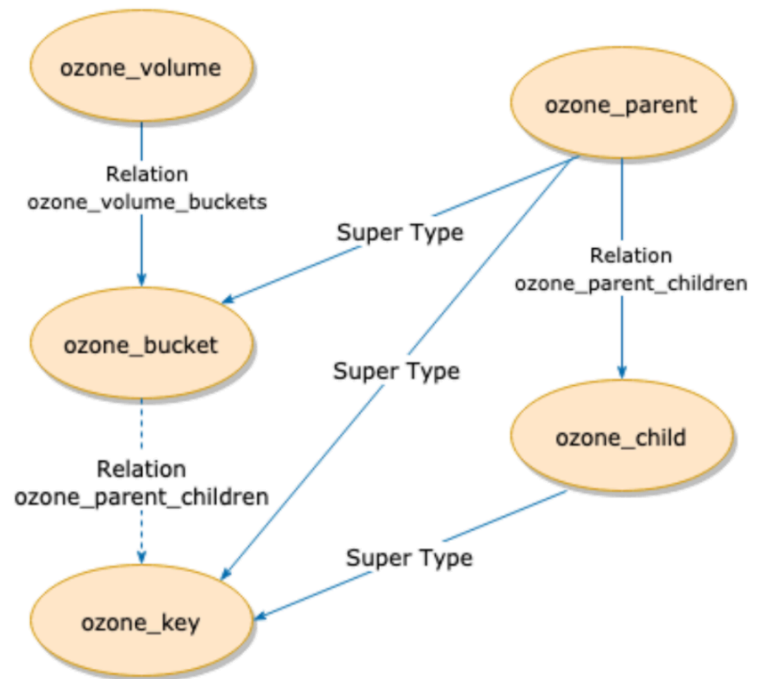 ozone_volume
ozone_parent
Relation
ozone_volume_buckets
Super Type
Relation
ozone_parent_children
ozone_bucket
Super Type
ozone_child
Relation
ozone_parent_children
Super Type
ozone_key